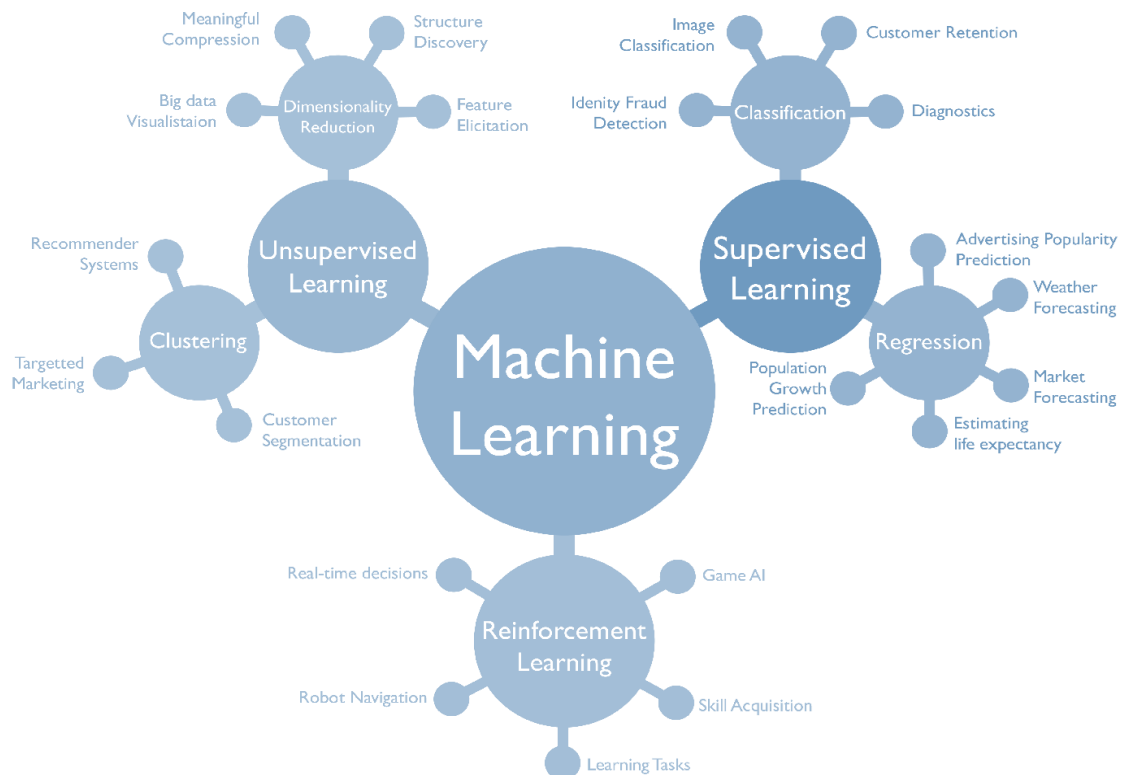 Meaningful
Compression
Structure
Discovery
Big data
Visualistaion
Dimensionality
Reduction
Feature
Elicitation
Image
Classification
Customer Retention
Idenity Fraud
Detection
Classification
Diagnostics
Recommender
Systems
Unsupervised
Learning
Clustering
Targetted
Marketing
Customer
Segmentation
Machine
Learning
Supervised
Learning
Advertising Popularity
Prediction
Weather
Forecasting
Regression
Population
Growth
Prediction
Market
Forecasting
Estimating
life expectancy
Real-time decisions
Game AI
Reinforcement
Learning
Robot Navigation
Skill Acquisition
Learning Tasks